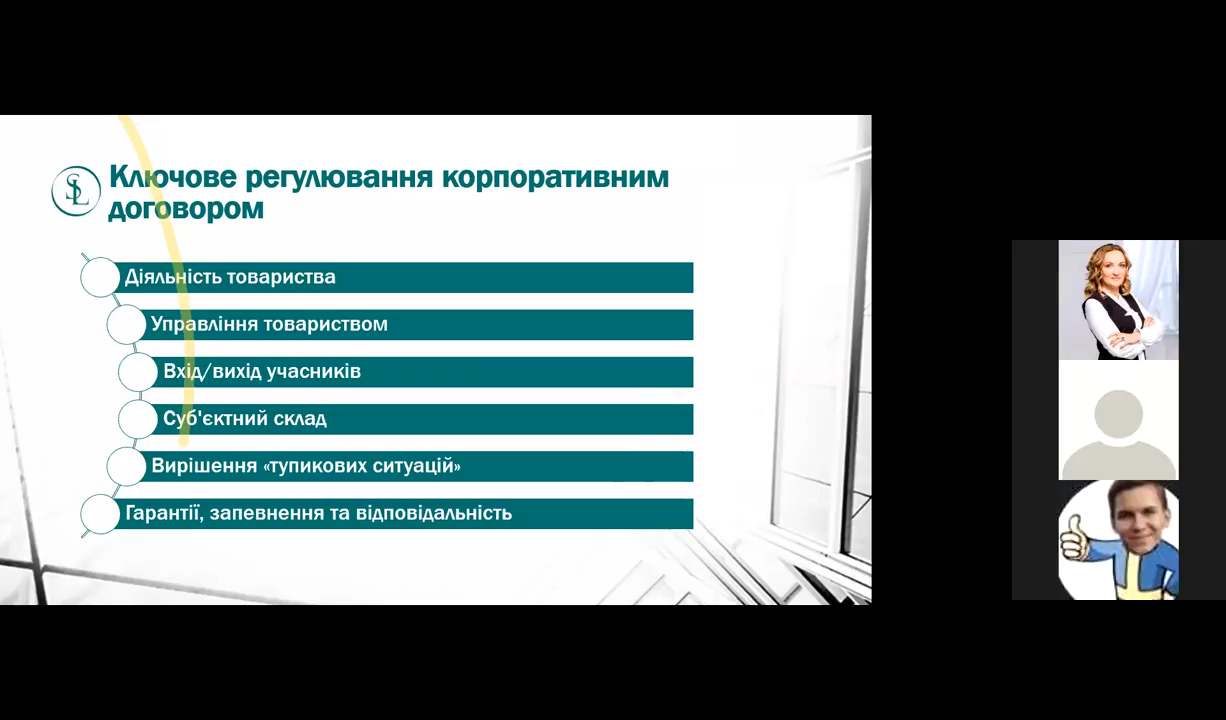 SL
Ключове регулювання корпоративним
договором
Діяльність товариства
Управління товариством
Вхід/вихід учасників
Суб'єктний склад
Вирішення «тупикових ситуацій»
Гарантії, запевнення та відповідальність